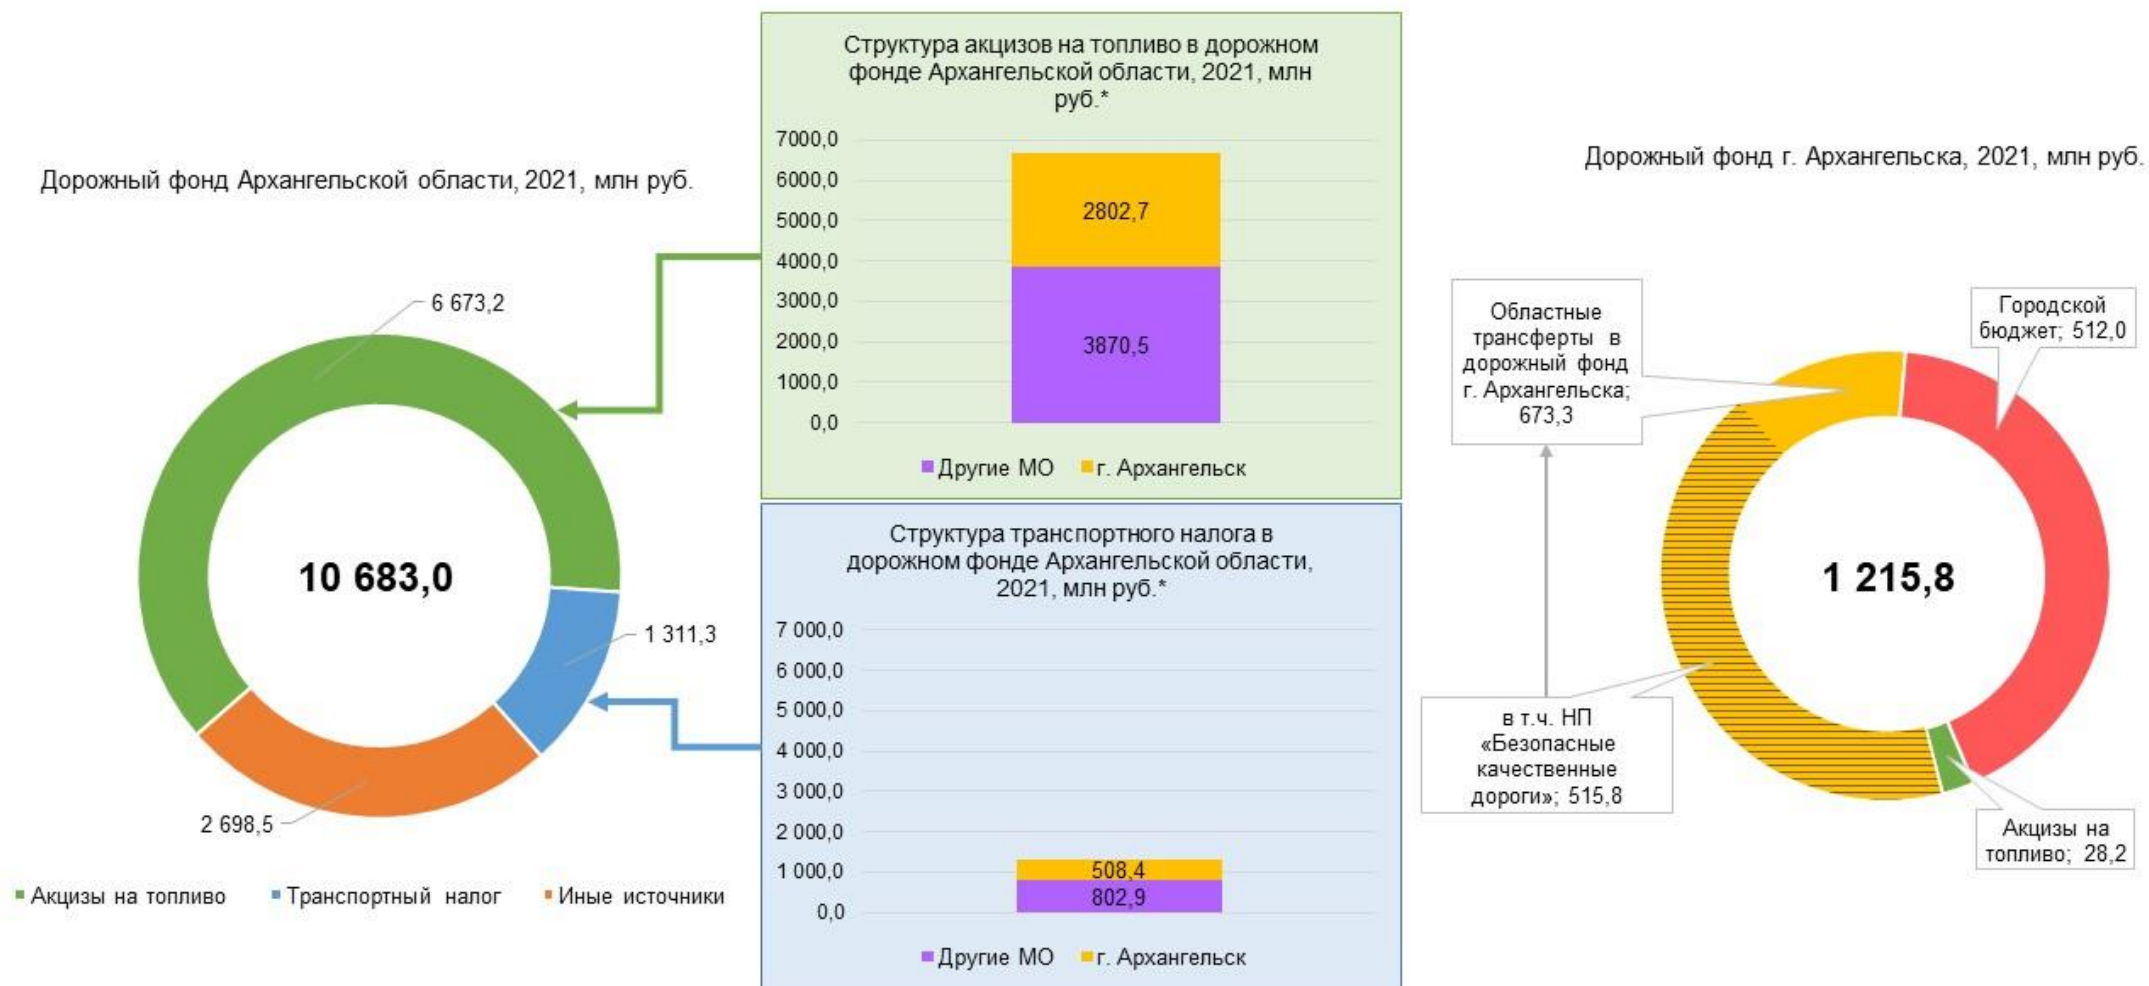 Дорожный фонд Архангельской области, 2021, млн руб.
6 673,2
1 311,3
2 698,5
10 683,0
Акцизы на топливо
Транспортный налог
Иные источники
Структура акцизов на топливо в дорожном
фонде Архангельской области, 2021, млн
руб.*
7000,0
6000,0
5000,0
4000,0
3000,0
2000,0
1000,0
0,0
2802,7
3870,5
Другие МО
г. Архангельск
Структура транспортного налога в
дорожном фонде Архангельской области,
2021, млн руб.*
7 000,0
6 000,0
5 000,0
4 000,0
3 000,0
2 000,0
1 000,0
0,0
508,4
802,9
Другие МО
г. Архангельск
Дорожный фонд г. Архангельска, 2021, млн руб.
Областные
трансферты в
дорожный фонд
г. Архангельска;
673,3
Городской
бюджет; 512,0
1 215,8
в т.ч. НП
«Безопасные
качественные
дороги»; 515,8
Акцизы на
топливо; 28,2